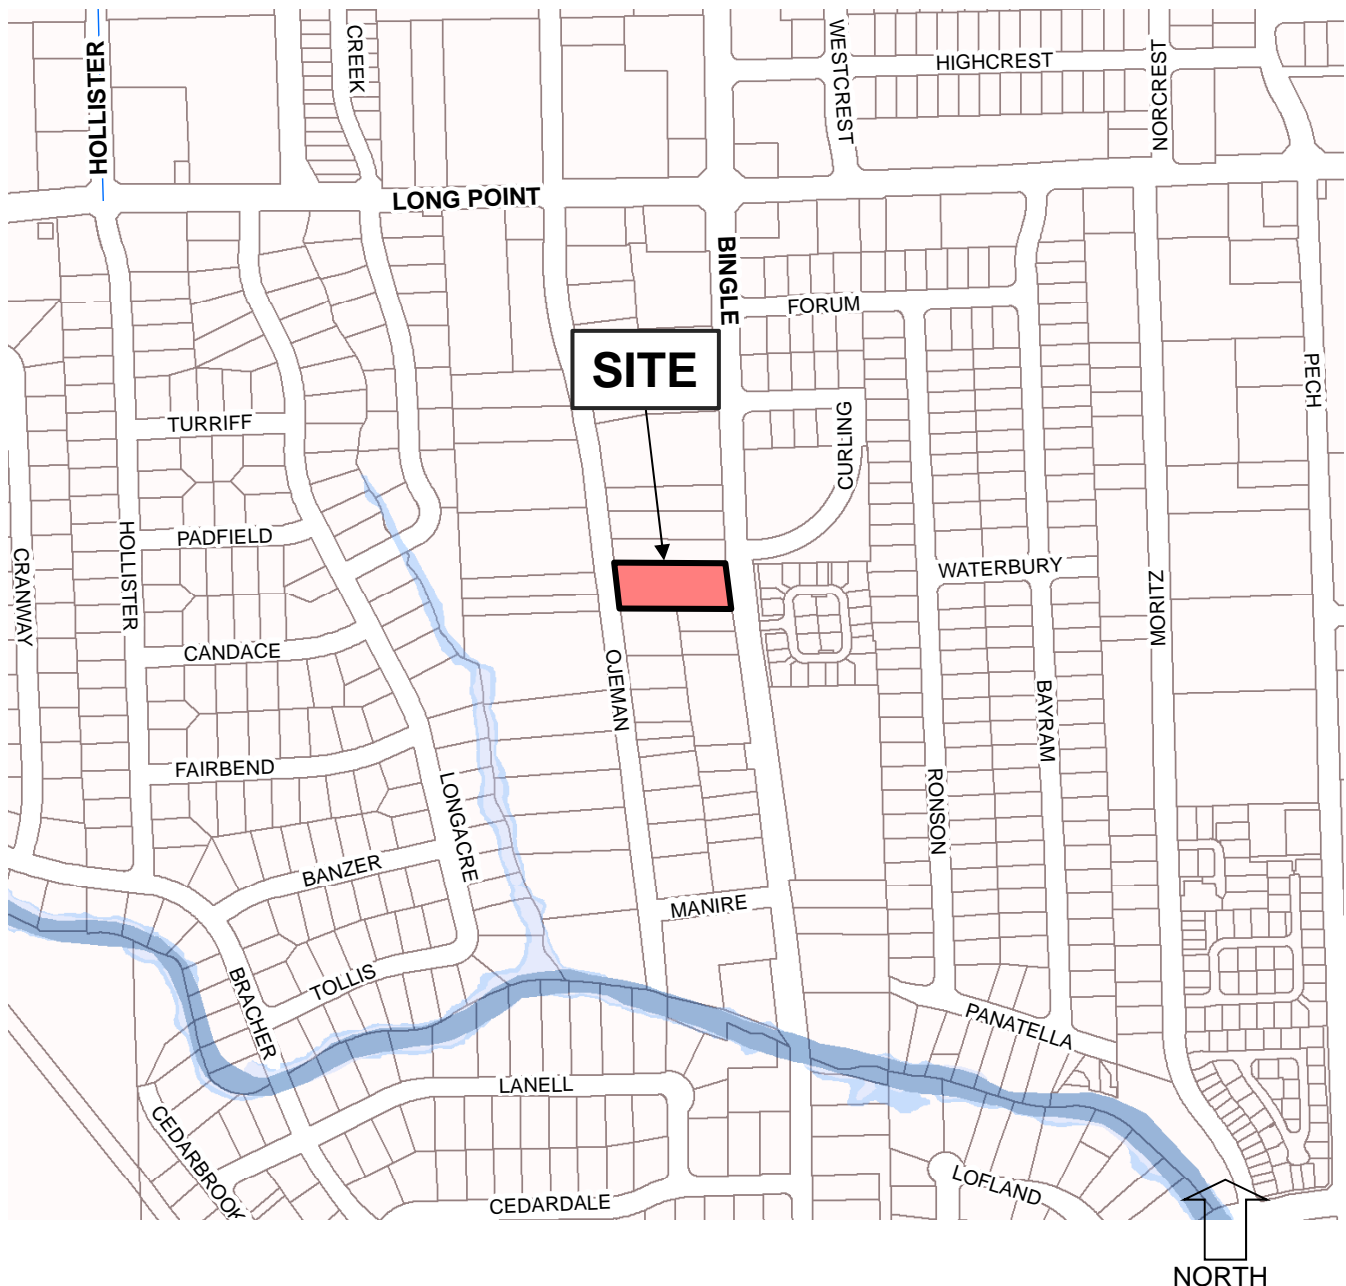 HOLLISTER
CREEK
WESTCREST
HIGHCREST
NORCREST
LONG POINT
BINGLE
FORUM
SITE
PECH
TURRIFF
CURLING
PADFIELD
HOLLISTER
CRANWAY
WATERBURY
MORITZ
CANDACE
OJEMAN
BAYRAM
FAIRBEND
LONGACRE
RONSON
BANZER
MANIRE
TOLLIS
BRACHER
PANATELLA
LANELL
CEDARBROOK
CEDARDALE
LOFLAND
NORTH